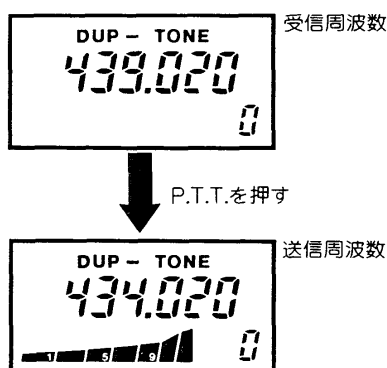 DUP – TONE
受信周波数
439.020
0
P.T.T.を押す
DUP – TONE
送信周波数
434.020
1 5 9
0